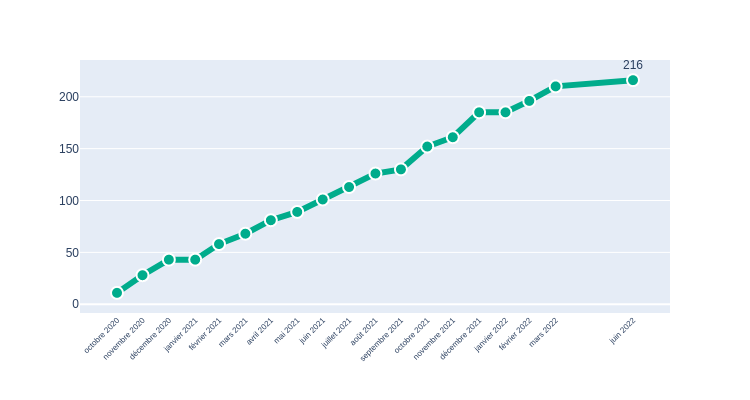 216
200
150
100
50
0
octobre 2020
novembre 2020
décembre 2020
janvier 2021
février 2021
mars 2021
avril 2021
mai 2021
juin 2021
juillet 2021
août 2021
septembre 2021
octobre 2021
novembre 2021
décembre 2021
janvier 2022
février 2022
mars 2022
juin 2022